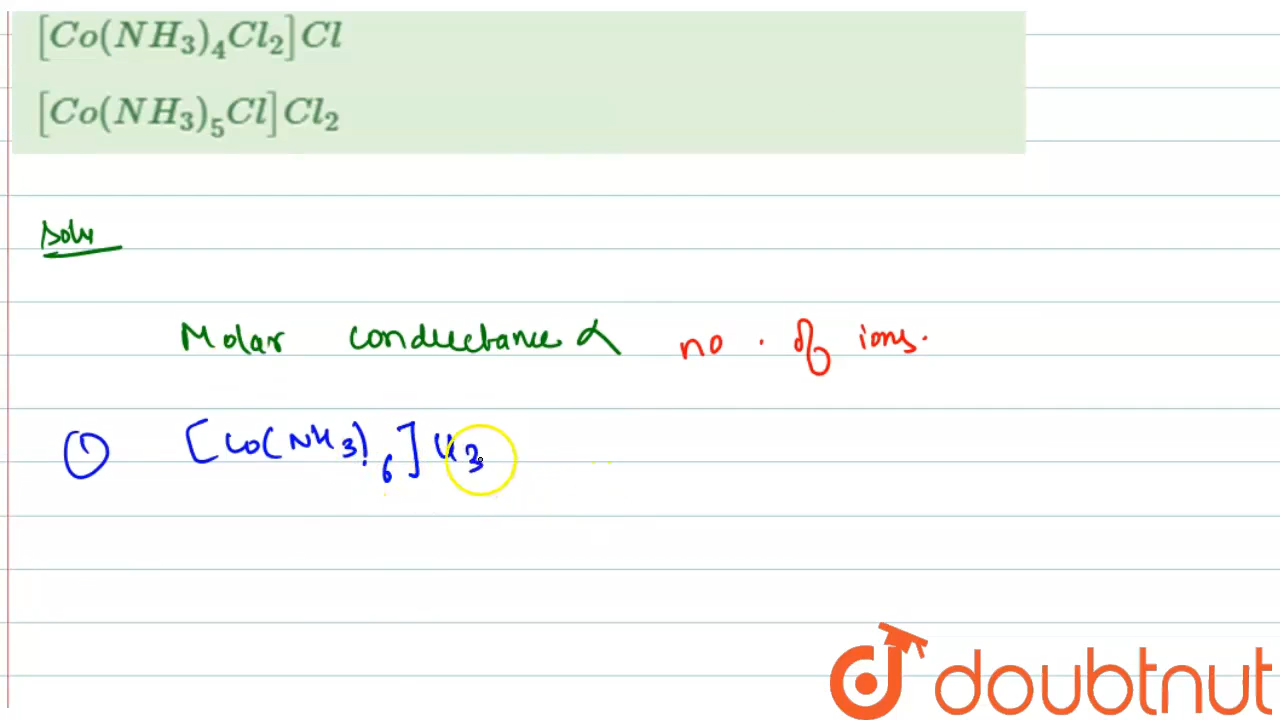 [Co(NH₃)₄Cl₂]Cl
[Co(NH₃)₅Cl]Cl₂
Soln
Molar conductance ∝ no. of ions.
① [Co(NH₃)₆]Cl₃
doubtnut